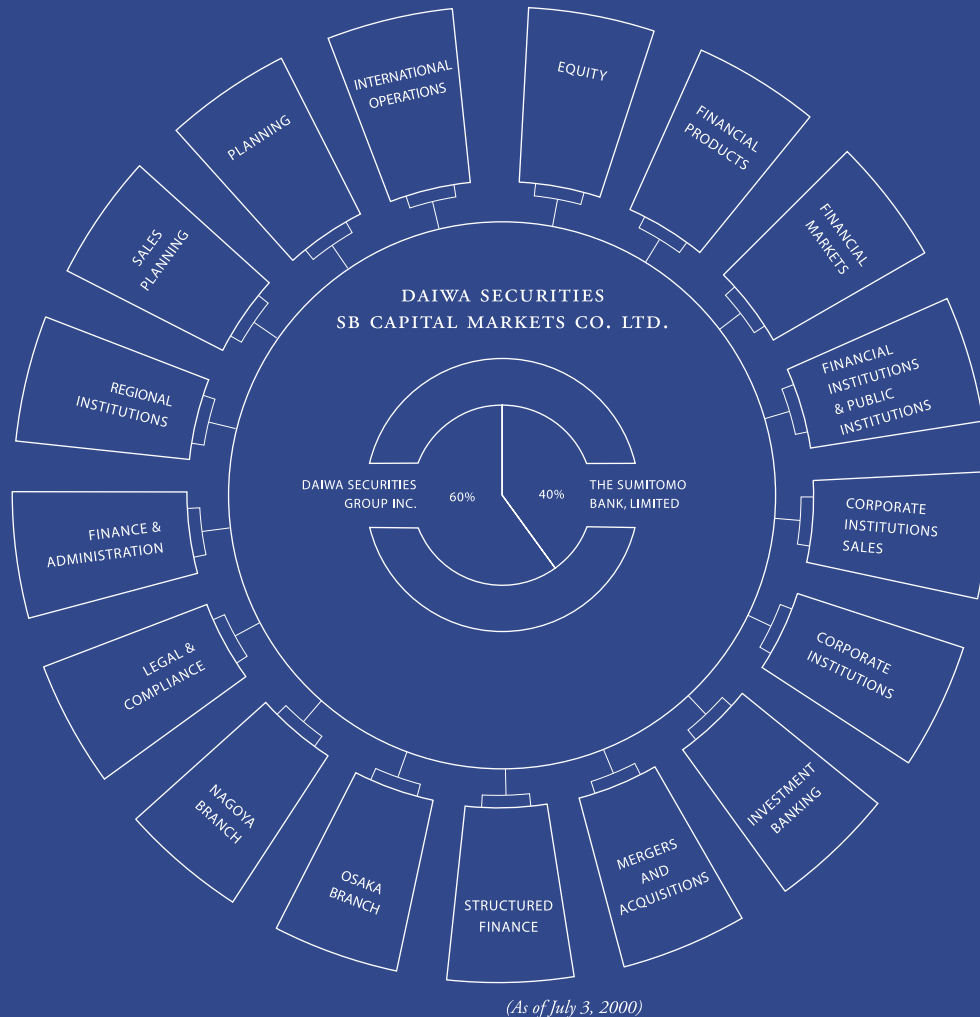 INTERNATIONAL
OPERATIONS
EQUITY
FINANCIAL
PRODUCTS
FINANCIAL
MARKETS
FINANCIAL
INSTITUTIONS
& PUBLIC
INSTITUTIONS
CORPORATE
INSTITUTIONS
SALES
CORPORATE
INSTITUTIONS
INVESTMENT
BANKING
MERGERS
AND
ACQUISITIONS
STRUCTURED
FINANCE
OSAKA
BRANCH
NAGOYA
BRANCH
LEGAL &
COMPLIANCE
FINANCE &
ADMINISTRATION
REGIONAL
INSTITUTIONS
SALES
PLANNING
PLANNING
DAIWA SECURITIES
SB CAPITAL MARKETS CO. LTD.
DAIWA SECURITIES
GROUP INC.
60%
40%
THE SUMITOMO
BANK, LIMITED
(As of July 3, 2000)